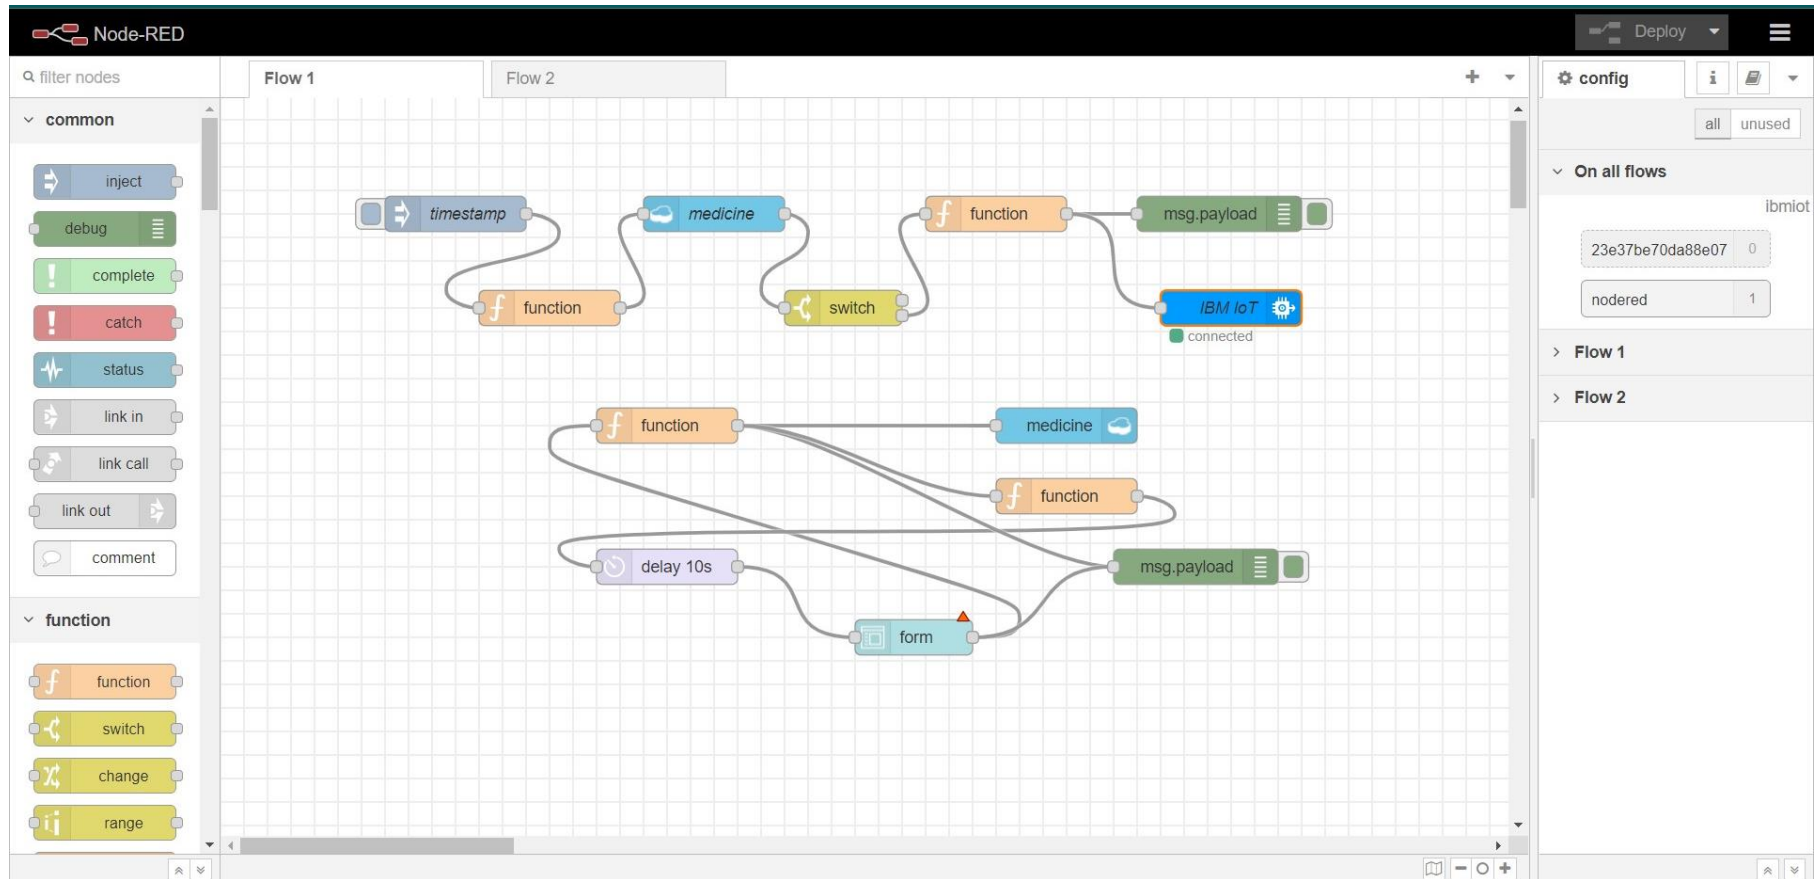 Node-RED
Deploy
filter nodes
Flow 1
Flow 2
config
i
all
unused
common
inject
debug
complete
catch
status
link in
link call
link out
comment
function
function
switch
change
range
timestamp
medicine
function
msg.payload
function
switch
IBM IoT
connected
function
medicine
function
delay 10s
msg.payload
form
On all flows
ibmiot
23e37be70da88e07 0
nodered 1
Flow 1
Flow 2